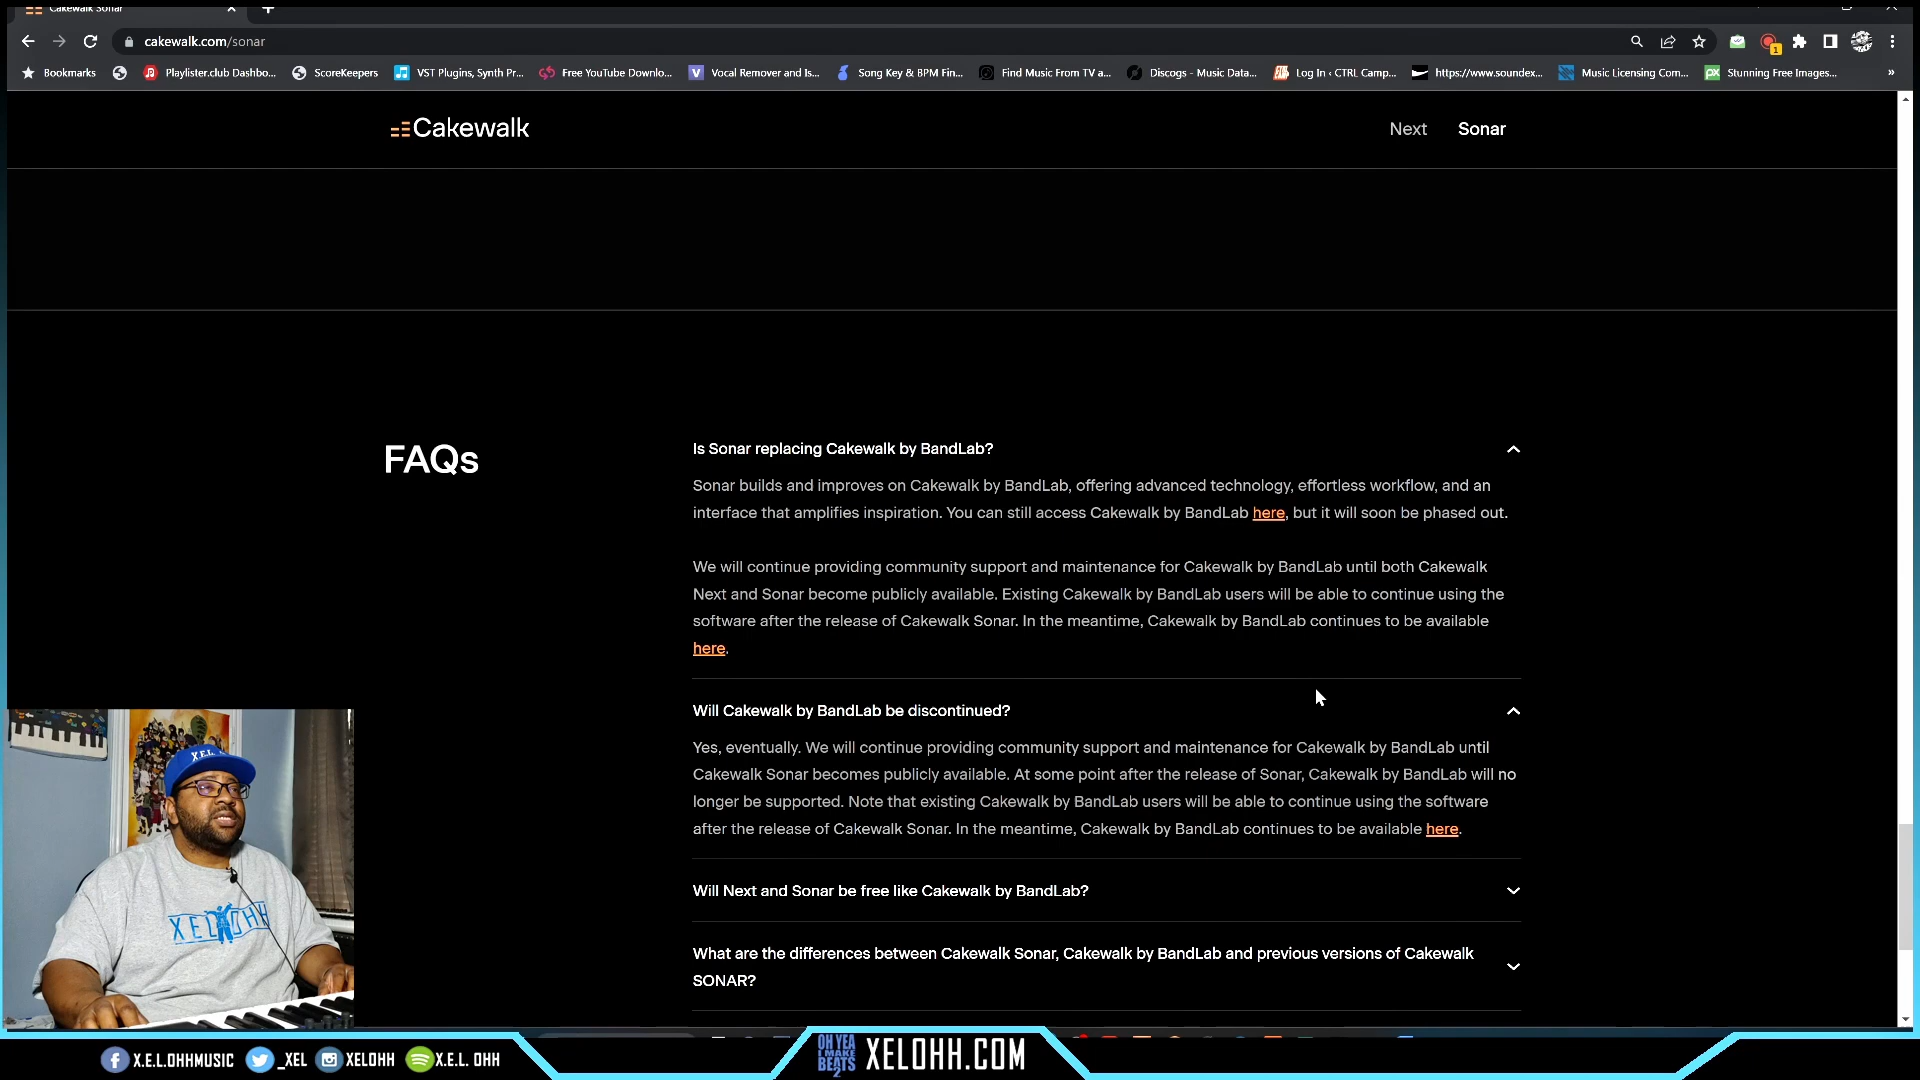 Cakewalk Sonar
cakewalk.com/sonar
1
Bookmarks
Playlister.club Dashbo...
ScoreKeepers
VST Plugins, Synth Pr...
Free YouTube Downlo...
V
Vocal Remover and Is...
Song Key & BPM Fin...
Find Music From TV a...
Discogs - Music Data...
Log In ‹ CTRL Camp...
https://www.soundex...
Music Licensing Com...
px
Stunning Free Images...
»
Cakewalk
Next
Sonar
FAQs
Is Sonar replacing Cakewalk by BandLab?
Sonar builds and improves on Cakewalk by BandLab, offering advanced technology, effortless workflow, and an
interface that amplifies inspiration. You can still access Cakewalk by BandLab here, but it will soon be phased out.
We will continue providing community support and maintenance for Cakewalk by BandLab until both Cakewalk
Next and Sonar become publicly available. Existing Cakewalk by BandLab users will be able to continue using the
software after the release of Cakewalk Sonar. In the meantime, Cakewalk by BandLab continues to be available
here.
Will Cakewalk by BandLab be discontinued?
Yes, eventually. We will continue providing community support and maintenance for Cakewalk by BandLab until
Cakewalk Sonar becomes publicly available. At some point after the release of Sonar, Cakewalk by BandLab will no
longer be supported. Note that existing Cakewalk by BandLab users will be able to continue using the software
after the release of Cakewalk Sonar. In the meantime, Cakewalk by BandLab continues to be available here.
Will Next and Sonar be free like Cakewalk by BandLab?
What are the differences between Cakewalk Sonar, Cakewalk by BandLab and previous versions of Cakewalk
SONAR?
X.E.L.
XELOHH
X.E.L.OHHMUSIC
_XEL
XELOHH
X.E.L. OHH
OH YEA
I MAKE
BEATS
2
XELOHH.COM